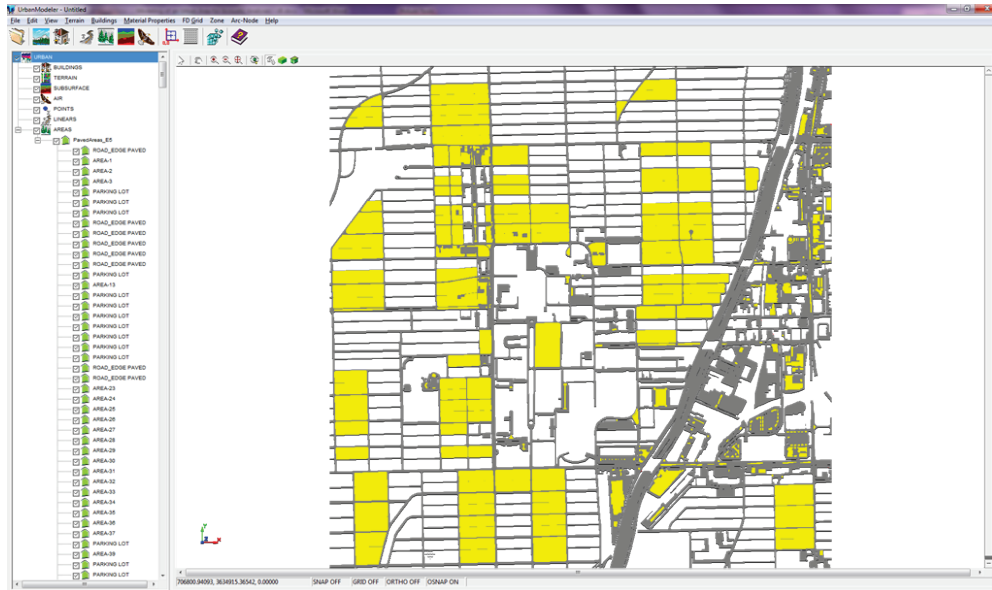 UrbanModeler - Untitled
File Edit View Terrain Buildings Material Properties FD Grid Zone Arc-Node Help
URBAN
BUILDINGS
TERRAIN
SUBSURFACE
AIR
POINTS
LINEARS
AREAS
PavedAreas_EE
ROAD_EDGE PAVED
AREA-1
AREA-2
AREA-3
PARKING LOT
PARKING LOT
PARKING LOT
ROAD_EDGE PAVED
ROAD_EDGE PAVED
ROAD_EDGE PAVED
ROAD_EDGE PAVED
ROAD_EDGE PAVED
PARKING LOT
AREA-13
PARKING LOT
PARKING LOT
PARKING LOT
PARKING LOT
PARKING LOT
PARKING LOT
PARKING LOT
ROAD_EDGE PAVED
ROAD_EDGE PAVED
AREA-23
AREA-24
AREA-25
AREA-26
AREA-27
AREA-28
AREA-29
AREA-30
AREA-31
AREA-32
AREA-33
AREA-34
AREA-35
AREA-36
AREA-37
PARKING LOT
AREA-39
PARKING LOT
PARKING LOT
706800.94093, 3634915.36542, 0.00000 SNAP OFF GRID OFF ORTHO OFF OSNAP ON